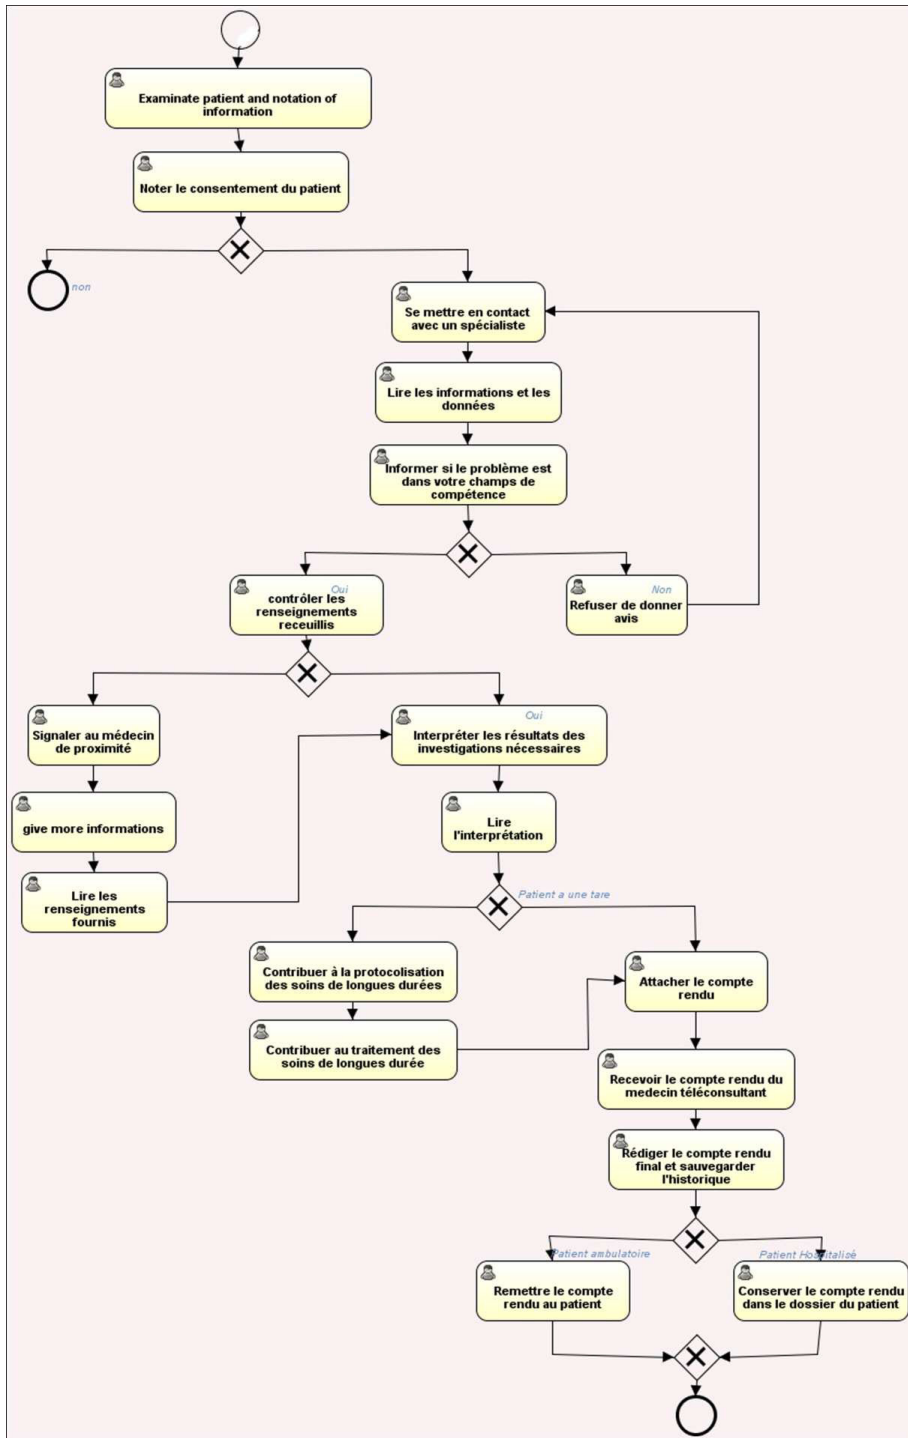 Examinate patient and notation of
information
Noter le consentement du patient
non
Se mettre en contact
avec un spécialiste
Lire les informations et les
données
Informer si le problème est
dans votre champs de
compétence
Oui
contrôler les
renseignements
receuillis
Non
Refuser de donner
avis
Signaler au médecin
de proximité
Oui
Interpréter les résultats des
investigations nécessaires
give more informations
Lire
l'interprétation
Lire les
renseignements
fournis
Patient a une tare
Contribuer à la protocolisation
des soins de longues durées
Attacher le compte
rendu
Contribuer au traitement des
soins de longues durée
Recevoir le compte rendu du
medecin téléconsultant
Rédiger le compte rendu
final et sauvegarder
l'historique
Patient ambulatoire
Patient Hospitalisé
Remettre le compte
rendu au patient
Conserver le compte rendu
dans le dossier du patient